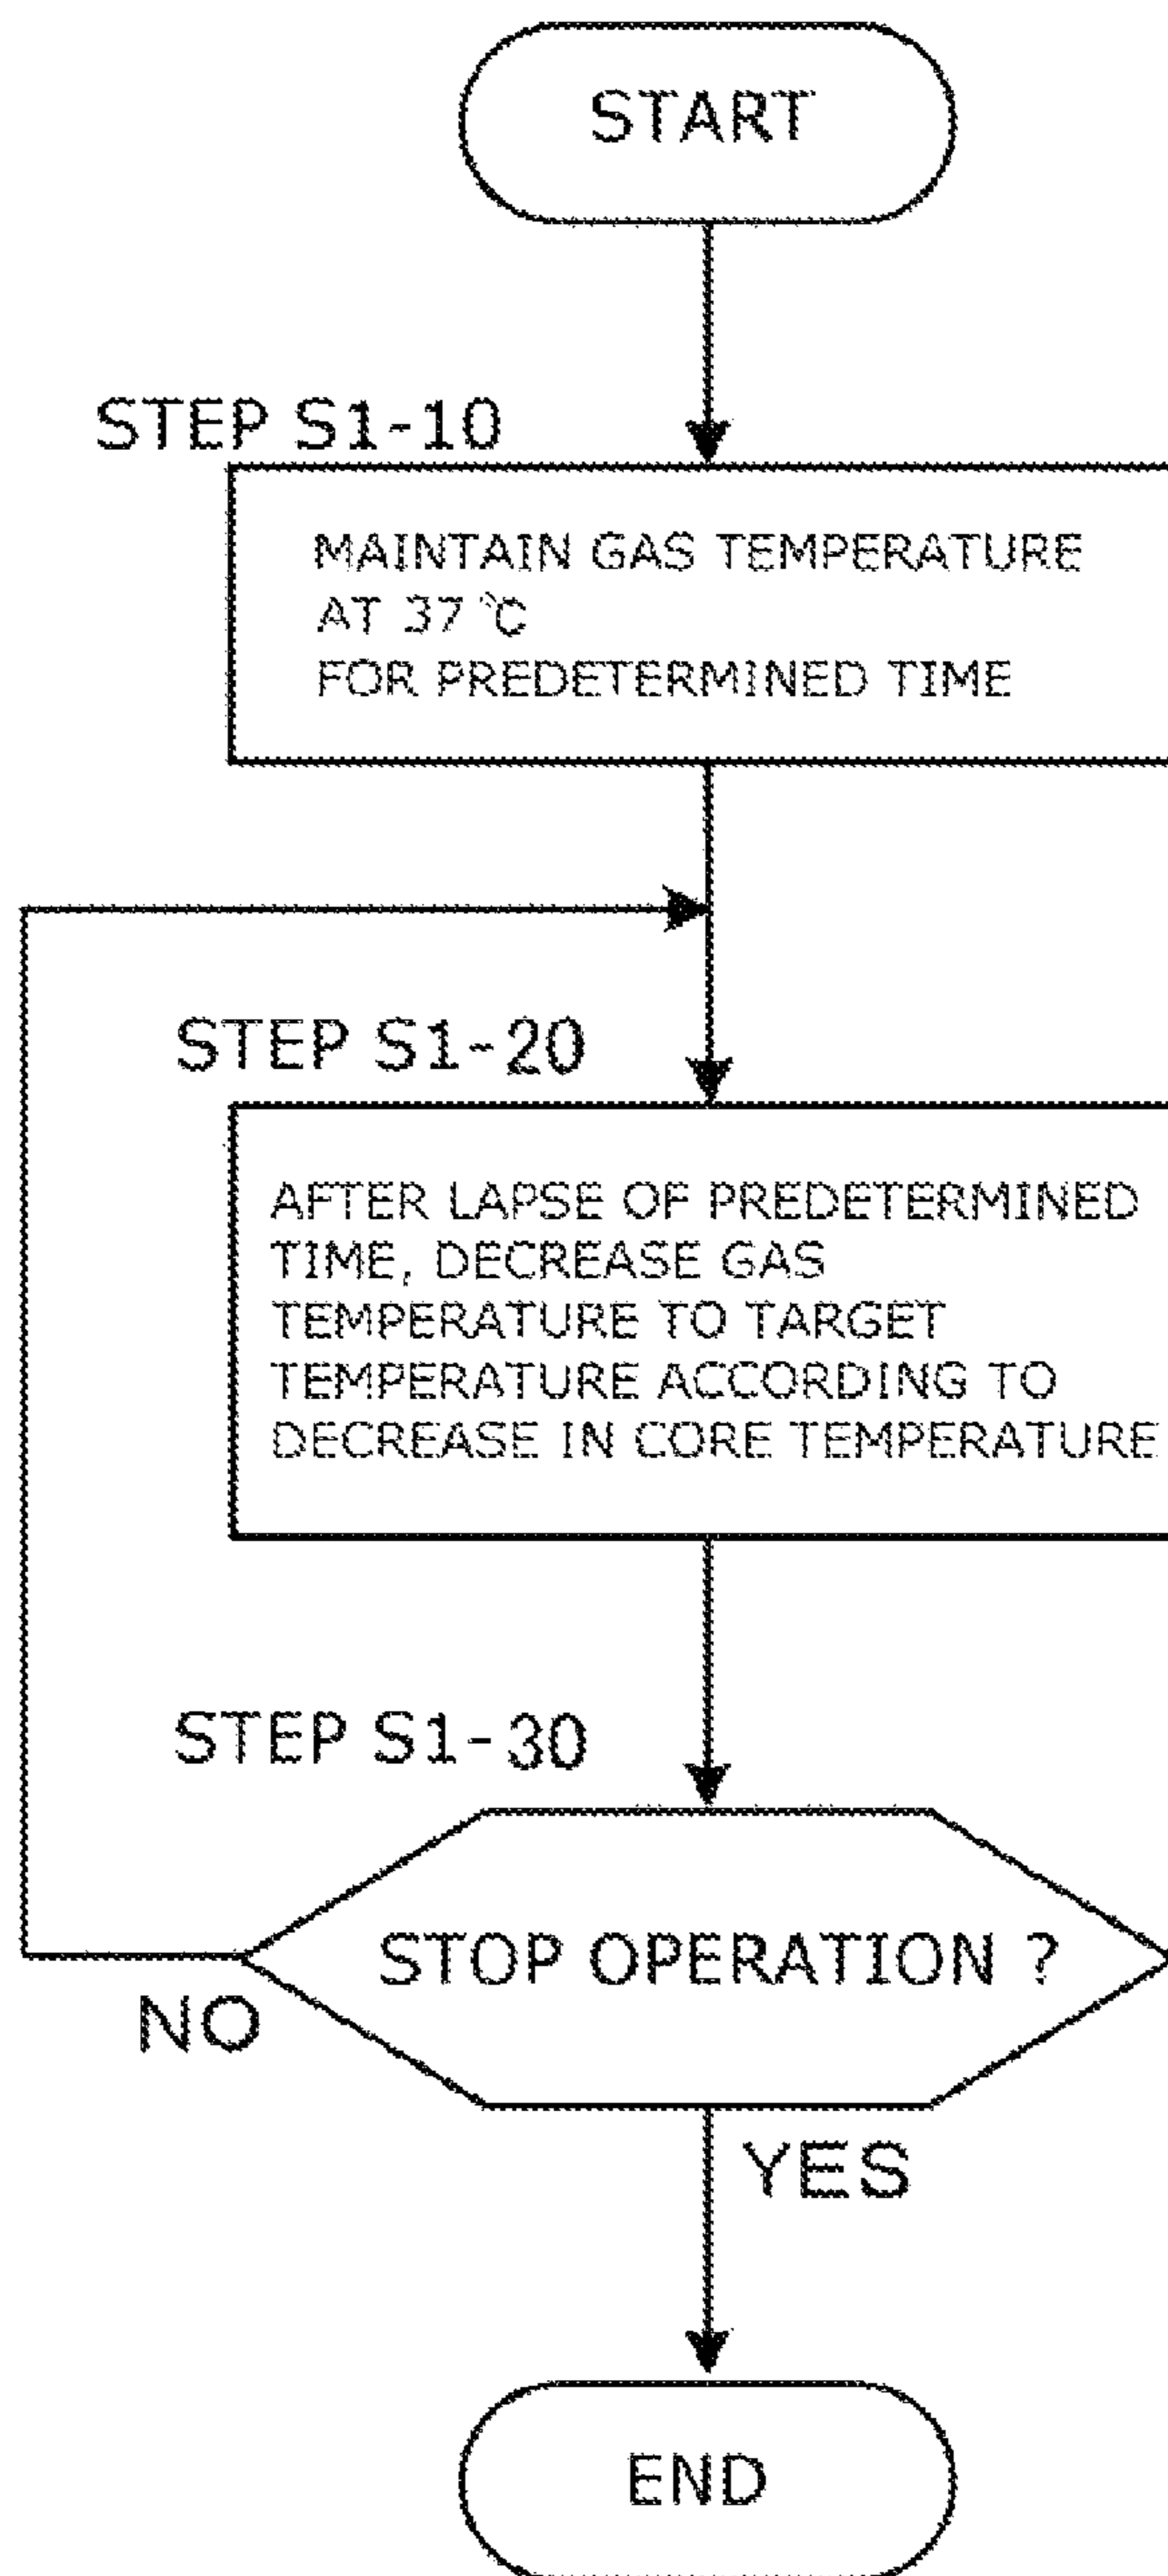 START
STEP S1-10
MAINTAIN GAS TEMPERATURE
AT 37 ℃
FOR PREDETERMINED TIME
STEP S1-20
AFTER LAPSE OF PREDETERMINED
TIME, DECREASE GAS
TEMPERATURE TO TARGET
TEMPERATURE ACCORDING TO
DECREASE IN CORE TEMPERATURE
STEP S1-30
STOP OPERATION ?
NO
YES
END